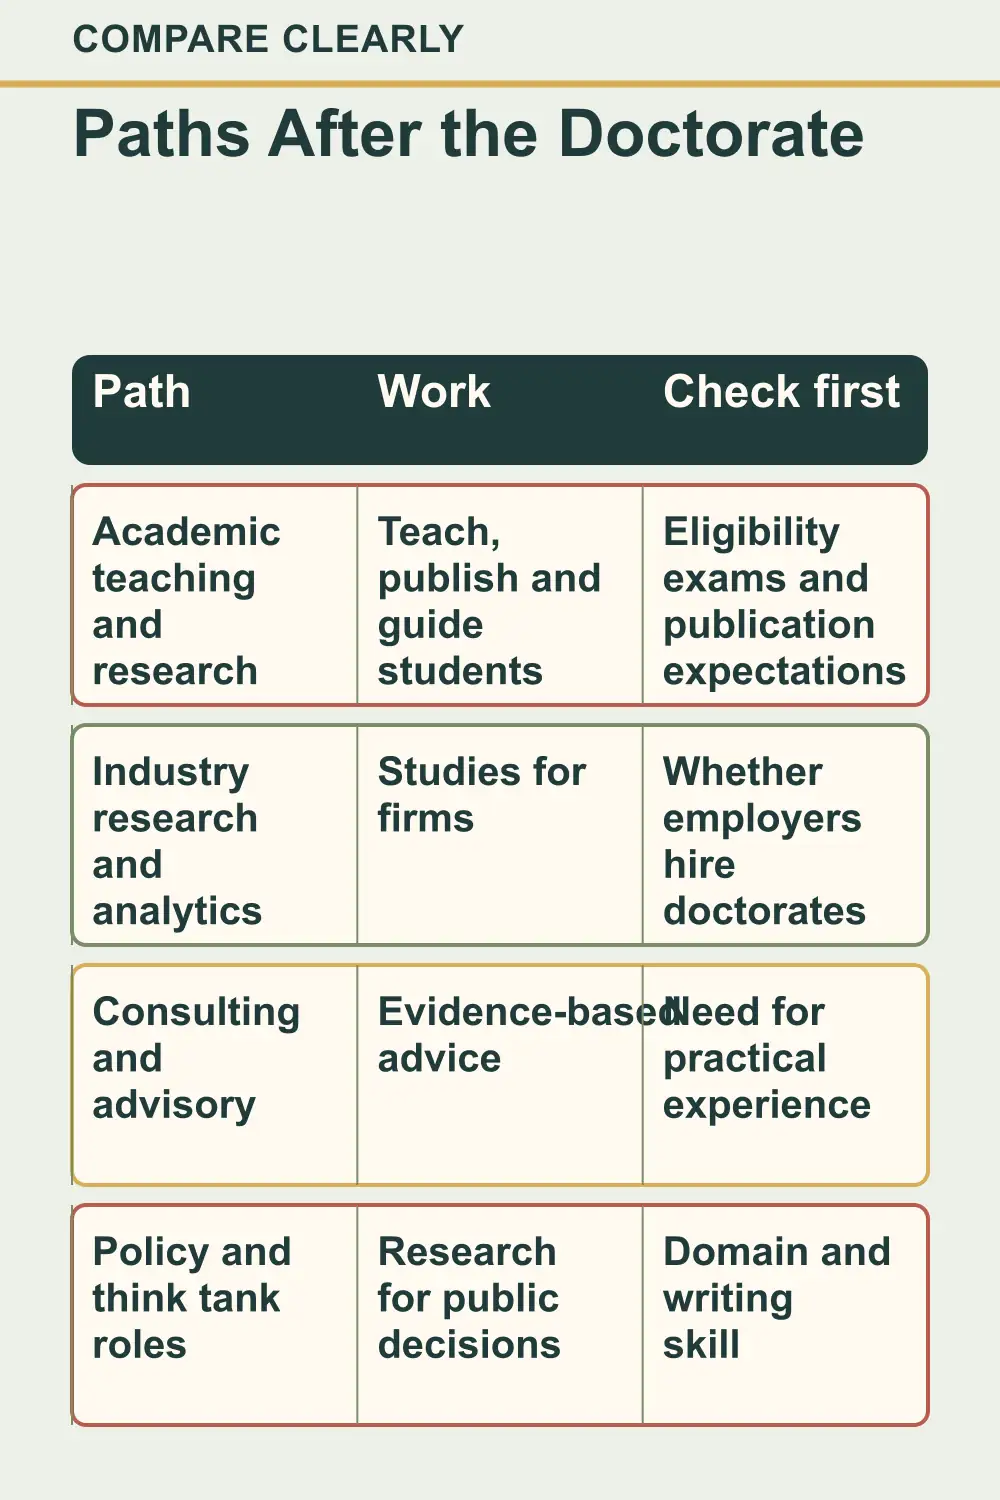 COMPARE CLEARLY
Paths After the Doctorate
Path
Work
Check first
Academic
teaching
and
research
Teach,
publish and
guide
students
Eligibility
exams and
publication
expectations
Industry
research
and
analytics
Studies for
firms
Whether
employers
hire
doctorates
Consulting
and
advisory
Evidence-based
advice
Need for
practical
experience
Policy and
think tank
roles
Research
for public
decisions
Domain and
writing
skill